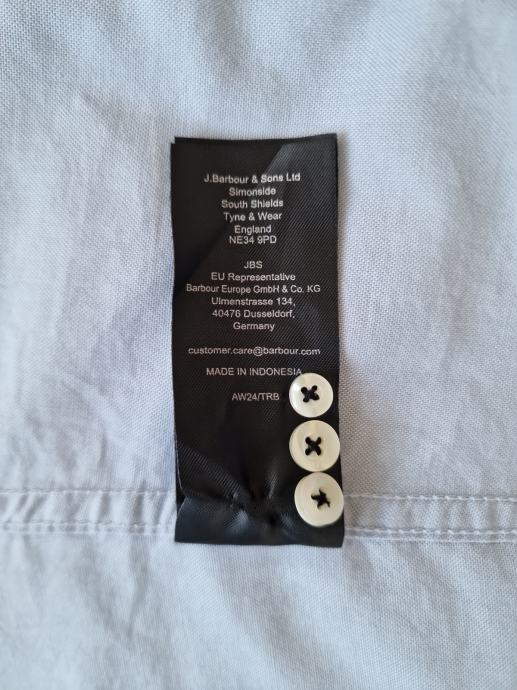 J.Barbour & Sons Ltd
Simonside
South Shields
Tyne & Wear
England
NE34 9PD
JBS
EU Representative
Barbour Europe GmbH & Co. KG
Ulmenstrasse 134,
40476 Dusseldorf,
Germany
customer.care@barbour.com
MADE IN INDONESIA
AW24/TRB